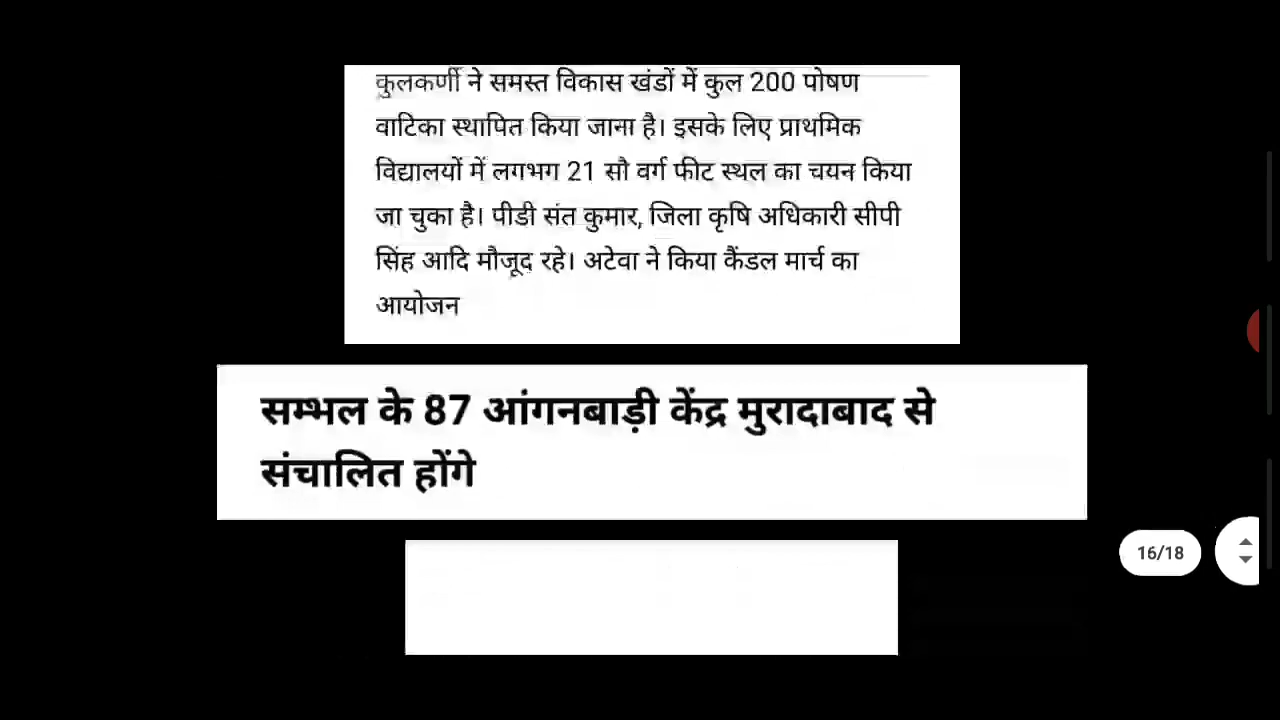 कुलकर्णी ने समस्त विकास खंडों में कुल 200 पोषण
वाटिका स्थापित किया जाना है। इसके लिए प्राथमिक
विद्यालयों में लगभग 21 सौ वर्ग फीट स्थल का चयन किया
जा चुका है। पीडी संत कुमार, जिला कृषि अधिकारी सीपी
सिंह आदि मौजूद रहे। अटेवा ने किया कैंडल मार्च का
आयोजन
सम्भल के 87 आंगनबाड़ी केंद्र मुरादाबाद से
संचालित होंगे
16/18